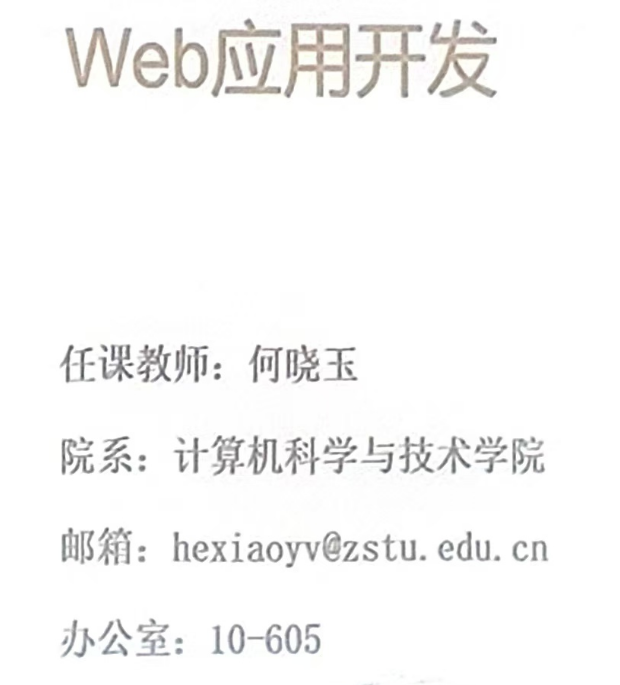 Web应用开发
任课教师：何晓玉
院系：计算机科学与技术学院
邮箱：hexiaoyv@zstu.edu.cn
办公室：10-605